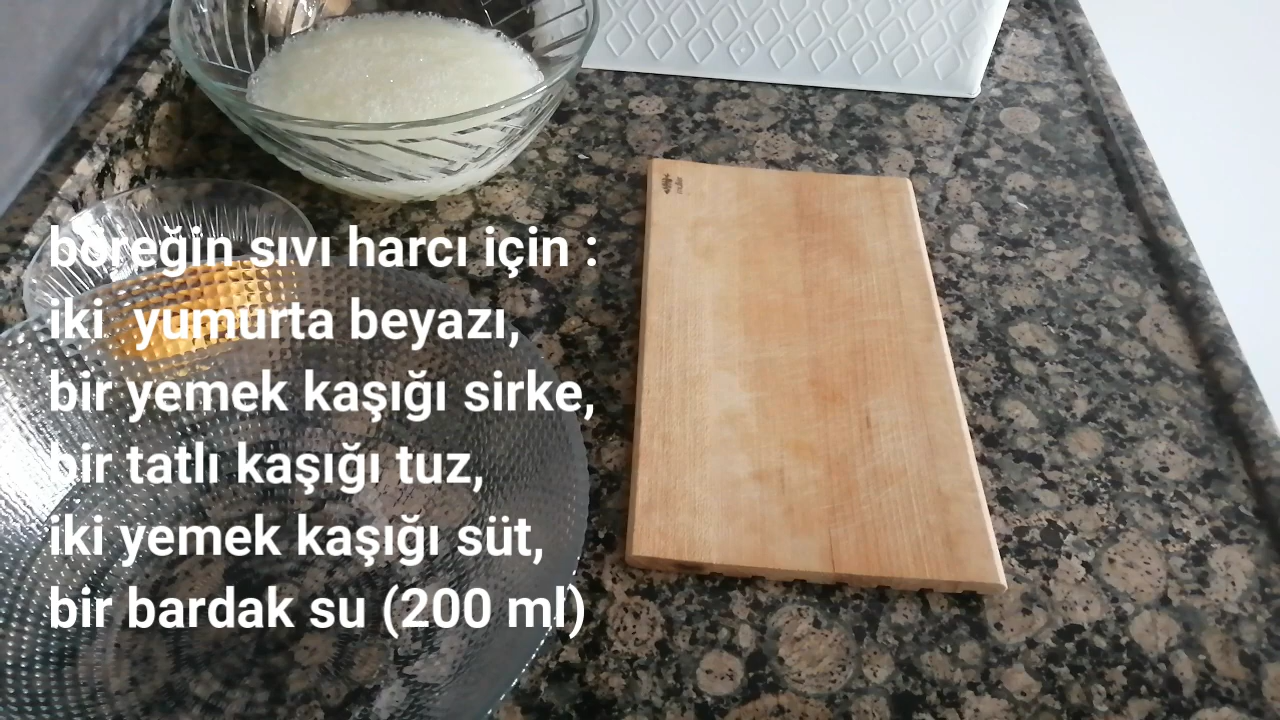 böreğin sıvı harcı için :
iki yumurta beyazı,
bir yemek kaşığı sirke,
bir tatlı kaşığı tuz,
iki yemek kaşığı süt,
bir bardak su (200 ml)